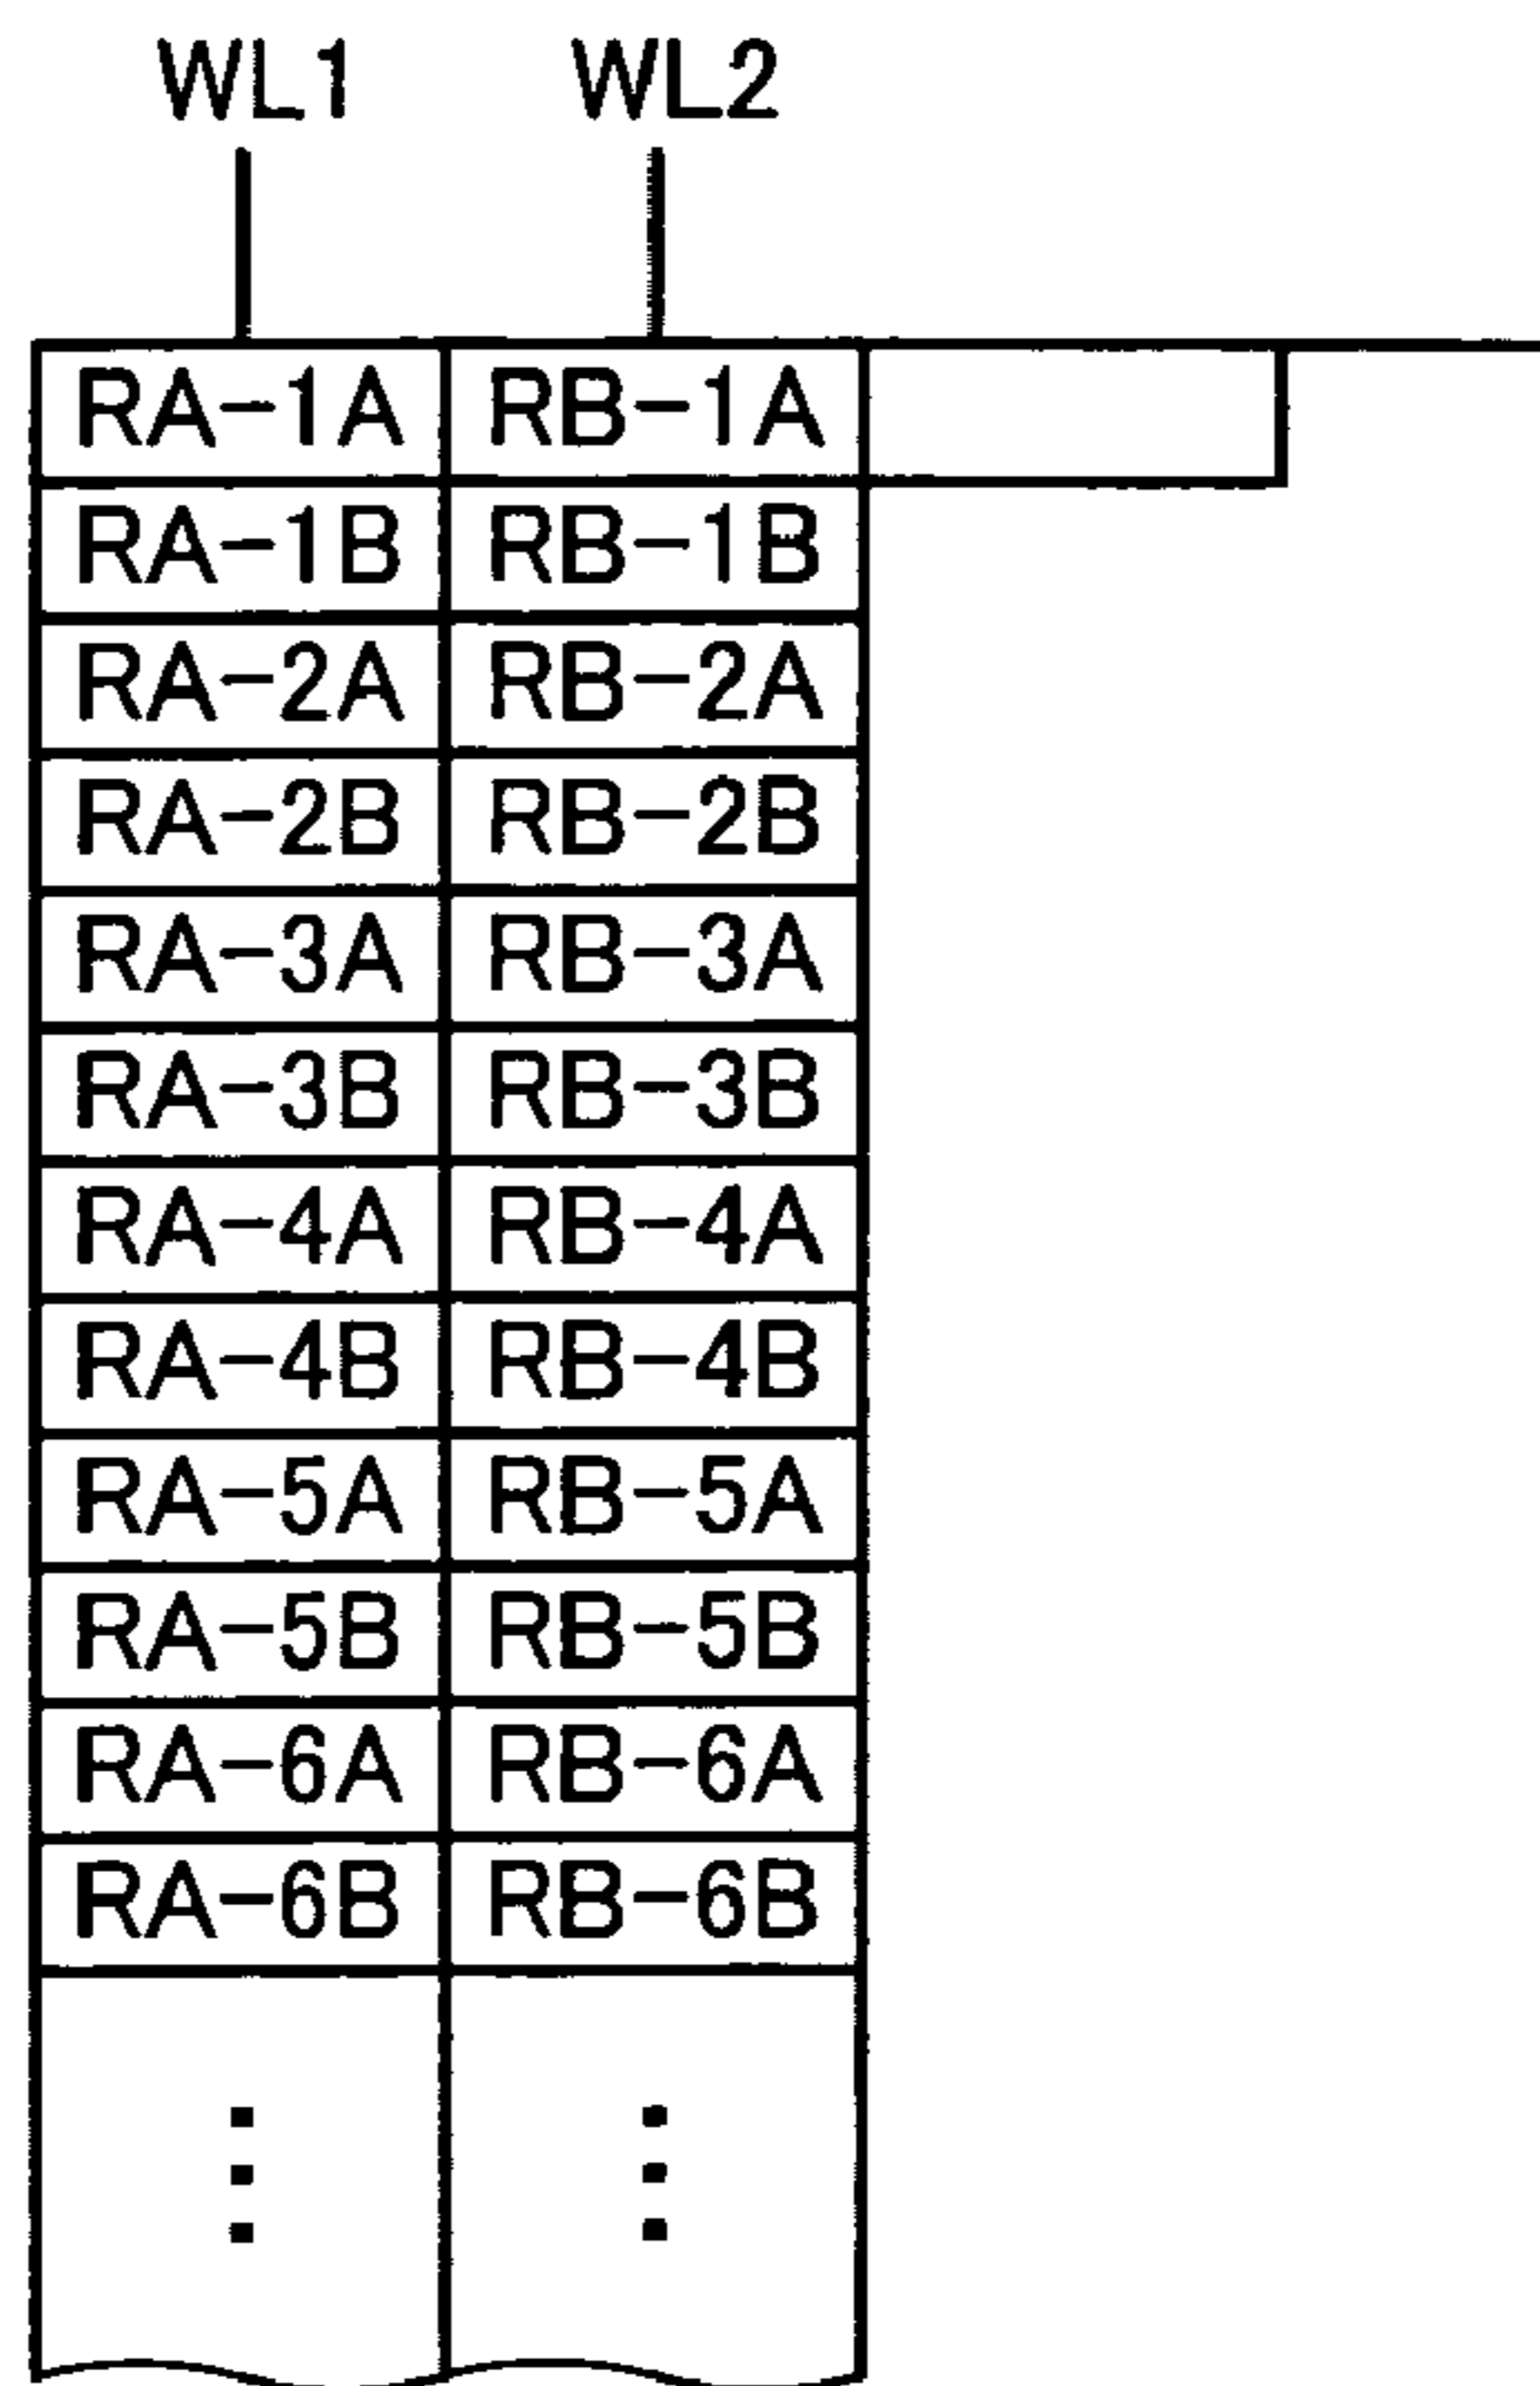 WL1 WL2
RA-1A RB-1A
RA-1B RB-1B
RA-2A RB-2A
RA-2B RB-2B
RA-3A RB-3A
RA-3B RB-3B
RA-4A RB-4A
RA-4B RB-4B
RA-5A RB-5A
RA-5B RB-5B
RA-6A RB-6A
RA-6B RB-6B